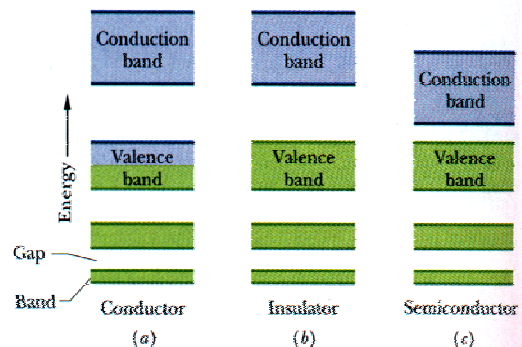 Conduction
band
Conduction
band
Conduction
band
Energy
Valence
band
Valence
band
Valence
band
Gap
Band
Conductor
Insulator
Semiconductor
(a)
(b)
(c)